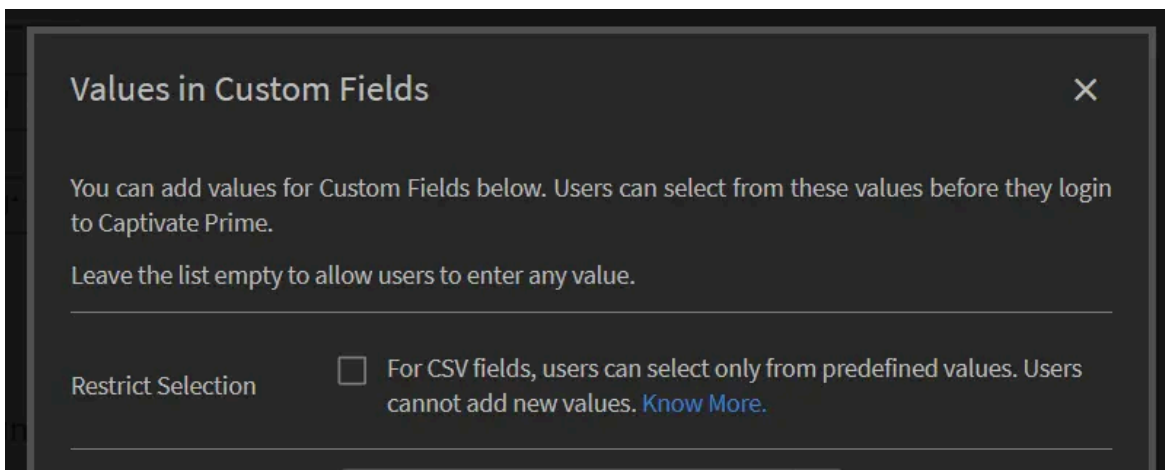 Values in Custom Fields
You can add values for Custom Fields below. Users can select from these values before they login
to Captivate Prime.
Leave the list empty to allow users to enter any value.
Restrict Selection
For CSV fields, users can select only from predefined values. Users
cannot add new values. Know More.